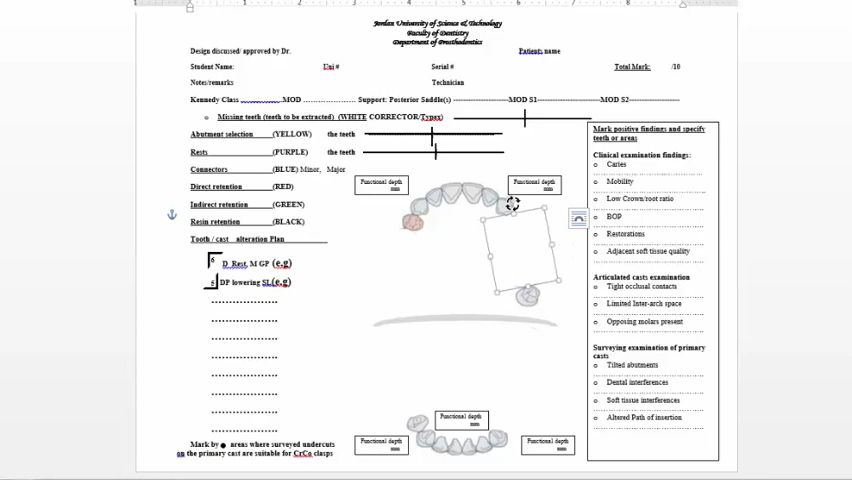 Jordan University of Science & Technology
Faculty of Dentistry
Department of Prosthodontics
Design discussed/ approved by Dr.
Patients name
Student Name:
Uni #
Serial #
Total Mark:
/10
Notes/remarks
Technician
Kennedy Class ............. .MOD ...................... Support: Posterior Saddle(s) ----------------------MOD S1--------------MOD S2----------------
o Missing teeth (teeth to be extracted) (WHITE CORRECTOR/Typex)
Abutment selection (YELLOW) the teeth
Rests (PURPLE) the teeth
Connectors (BLUE) Minor, Major
Direct retention (RED)
Indirect retention (GREEN)
Resin retention (BLACK)
Tooth / cast alteration Plan
6 D Rest, M GP (e.g)
5 DP lowering SL(e.g)
Mark by ● areas where surveyed undercuts
on the primary cast are suitable for CrCo clasps
Functional depth
mm
Functional depth
mm
Functional depth
mm
Functional depth
mm
Functional depth
mm
Mark positive findings and specify
teeth or areas
Clinical examination findings:
o Caries
o Mobility
o Low Crown/root ratio
o BOP
o Restorations
o Adjacent soft tissue quality
Articulated casts examination
o Tight occlusal contacts
o Limited Inter-arch space
o Opposing molars present
Surveying examination of primary
casts
o Tilted abutments
o Dental interferences
o Soft tissue interferences
o Altered Path of insertion